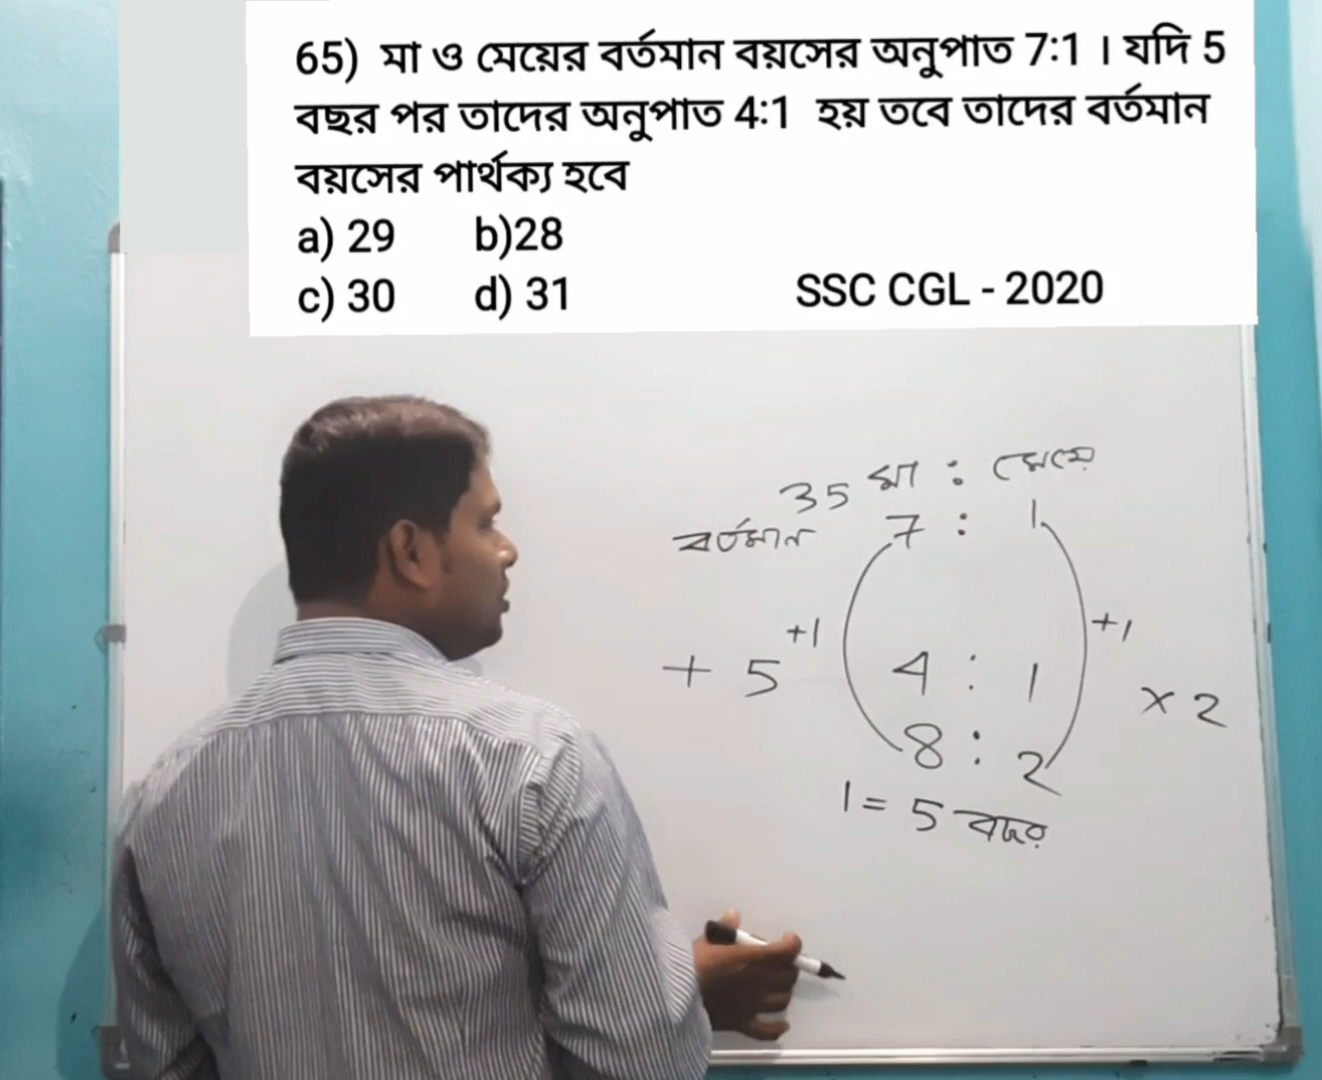 65) মা ও মেয়ের বর্তমান বয়সের অনুপাত 7:1 । যদি 5
বছর পর তাদের অনুপাত 4:1 হয় তবে তাদের বর্তমান
বয়সের পার্থক্য হবে
a) 29 b)28
c) 30 d) 31 SSC CGL - 2020
35 মা : মেয়ে
বর্তমান 7 : 1
+1 +1
+ 5 4 : 1 × 2
8 : 2
1 = 5 বছর